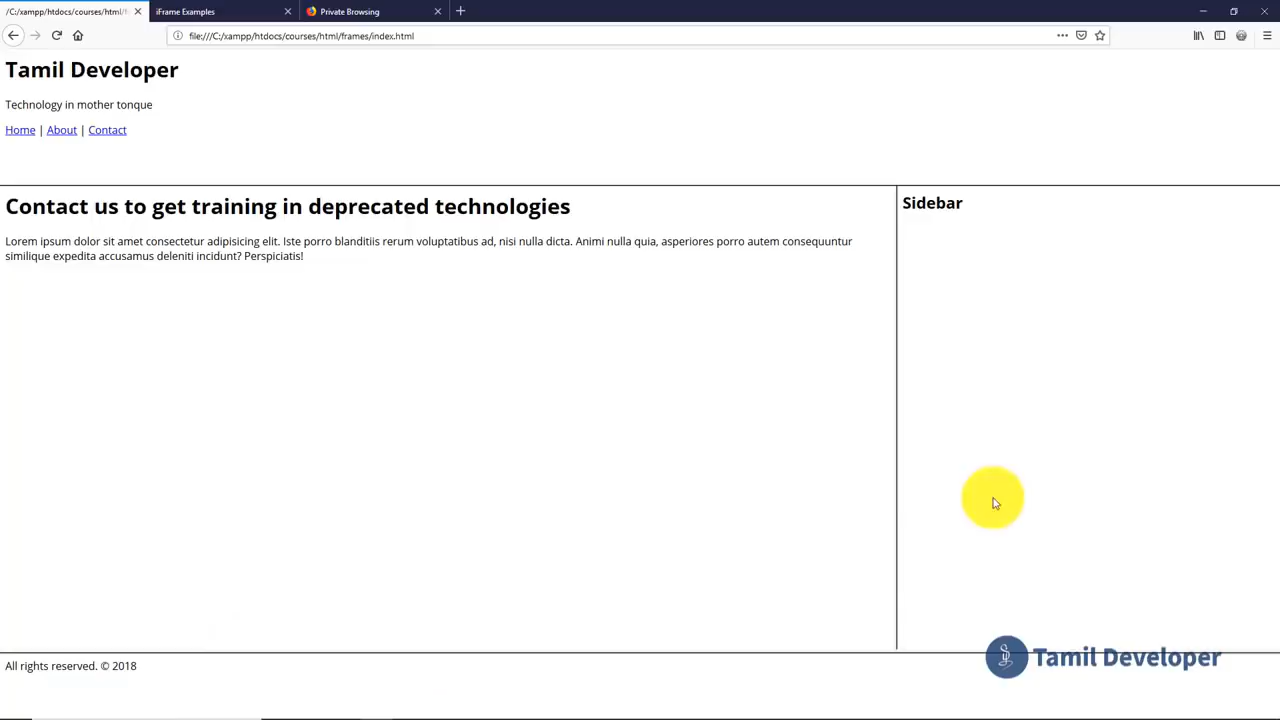 /C:/xampp/htdocs/courses/html/f
iFrame Examples
Private Browsing
file:///C:/xampp/htdocs/courses/html/frames/index.html
Tamil Developer
Technology in mother tonque
Home | About | Contact
Contact us to get training in deprecated technologies
Lorem ipsum dolor sit amet consectetur adipisicing elit. Iste porro blanditiis rerum voluptatibus ad, nisi nulla dicta. Animi nulla quia, asperiores porro autem consequuntur
similique expedita accusamus deleniti incidunt? Perspiciatis!
Sidebar
All rights reserved. © 2018
Tamil Developer